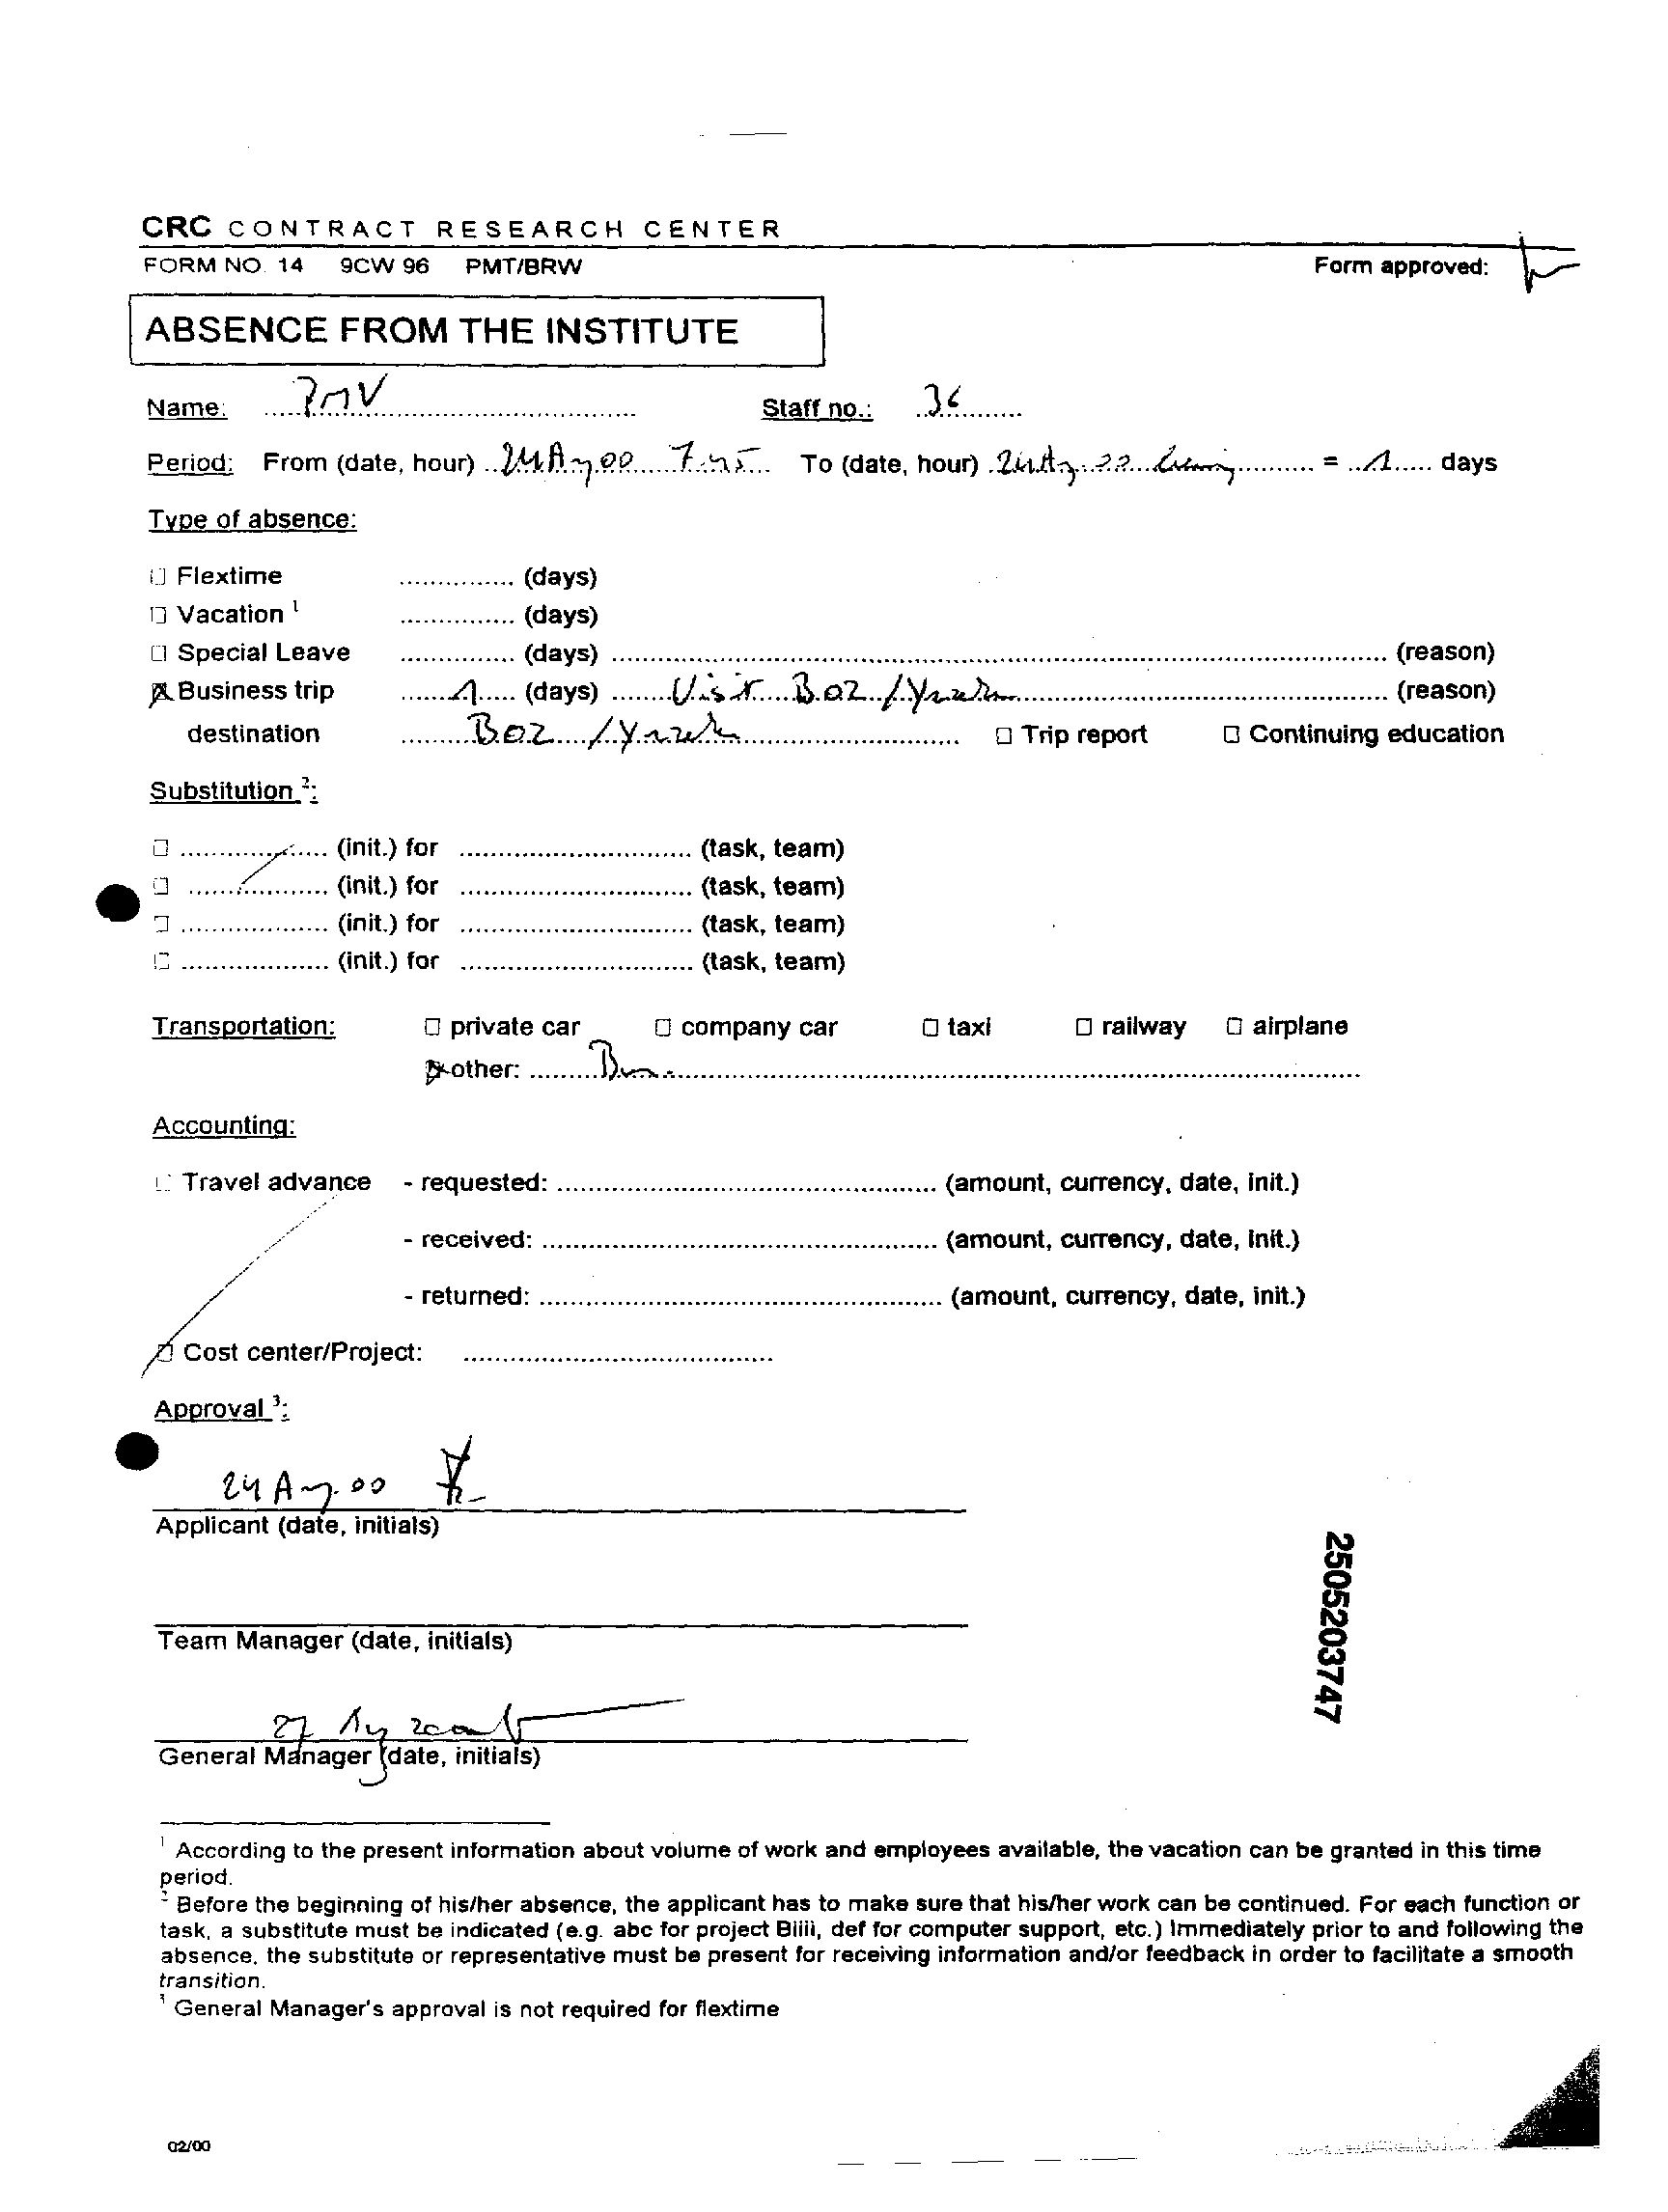 CRC CONTRACT RESEARCH CENTER
FORM NO. 14 9CW 96 PMT/BRW Form approved:
ABSENCE FROM THE INSTITUTE
Name: PMV Staff no.: 36
Period: From (date, hour) 24 Aug 00 7.45 To (date, hour) 24 Aug 00 = 1 days
Type of absence:
Flextime (days)
Vacation 1 (days)
Special Leave (days) (reason)
Business trip 1 (days) Visit BOZ / (reason)
destination BOZ / Trip report Continuing education
Substitution 2:
(init.) for (task, team)
(init.) for (task, team)
(init.) for (task, team)
(init.) for (task, team)
Transportation: private car company car taxi railway airplane
other:
Accounting:
Travel advance - requested: (amount, currency, date, init.)
- received: (amount, currency, date, init.)
- returned: (amount, currency, date, init.)
Cost center/Project:
Approval 3:
24 Aug. 00
Applicant (date, initials)
Team Manager (date, initials)
27 Aug 2000
General Manager (date, initials)
2505203747
1 According to the present information about volume of work and employees available, the vacation can be granted in this time
period.
2 Before the beginning of his/her absence, the applicant has to make sure that his/her work can be continued. For each function or
task, a substitute must be indicated (e.g. abc for project Biiii, def for computer support, etc.) Immediately prior to and following the
absence, the substitute or representative must be present for receiving information and/or feedback in order to facilitate a smooth
transition.
3 General Manager's approval is not required for flextime
02/00